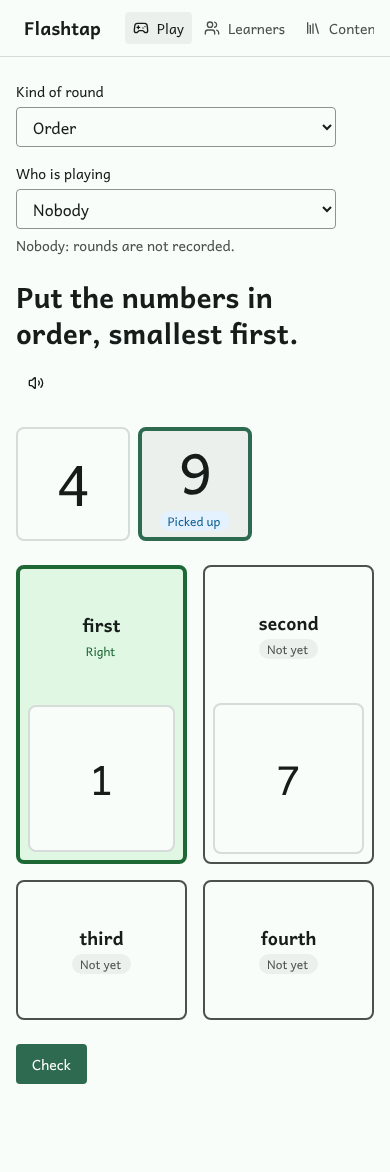 Flashtap Play Learners Conten
Kind of round
Order
Who is playing
Nobody
Nobody: rounds are not recorded.
Put the numbers in
order, smallest first.
4 9
Picked up
first second
Right Not yet
1 7
third fourth
Not yet Not yet
Check